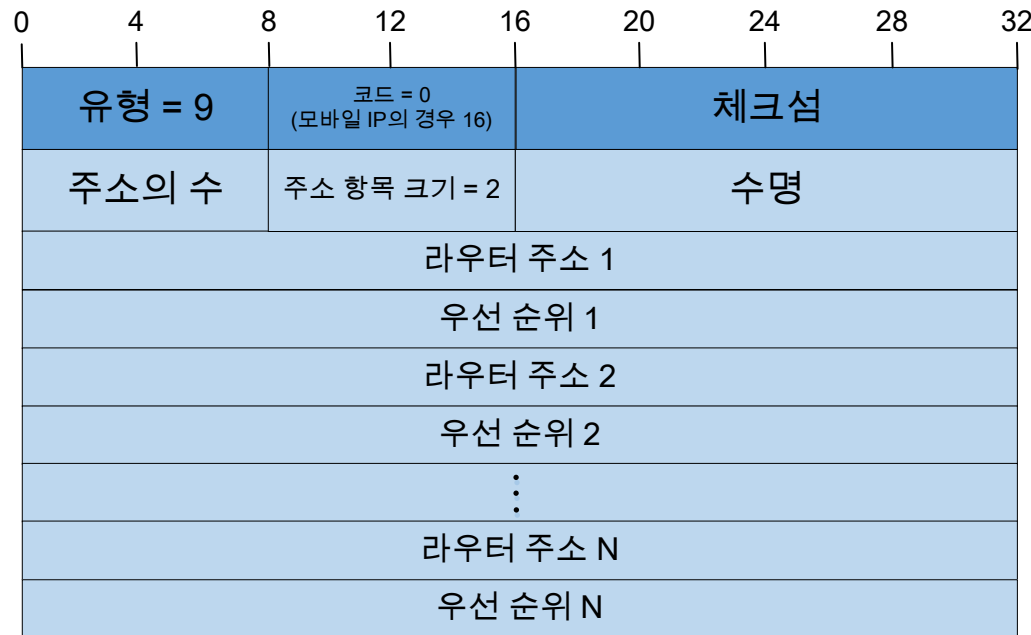 0 4 8 12 16 20 24 28 32
유형 = 9
코드 = 0
(모바일 IP의 경우 16)
체크섬
주소의 수
주소 항목 크기 = 2
수명
라우터 주소 1
우선 순위 1
라우터 주소 2
우선 순위 2
⋮
라우터 주소 N
우선 순위 N